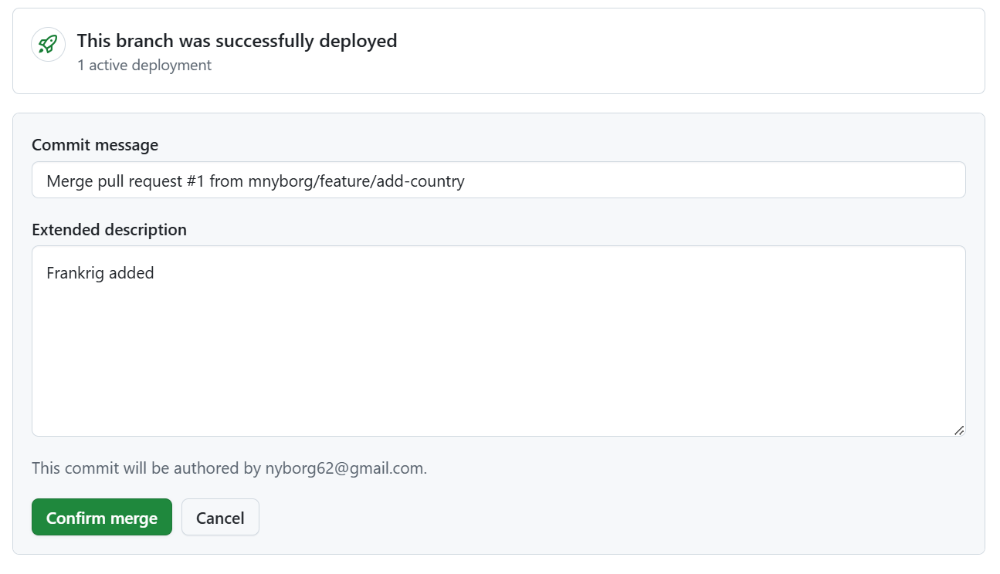 This branch was successfully deployed
1 active deployment
Commit message
Merge pull request #1 from mnyborg/feature/add-country
Extended description
Frankrig added
This commit will be authored by nyborg62@gmail.com.
Confirm merge
Cancel